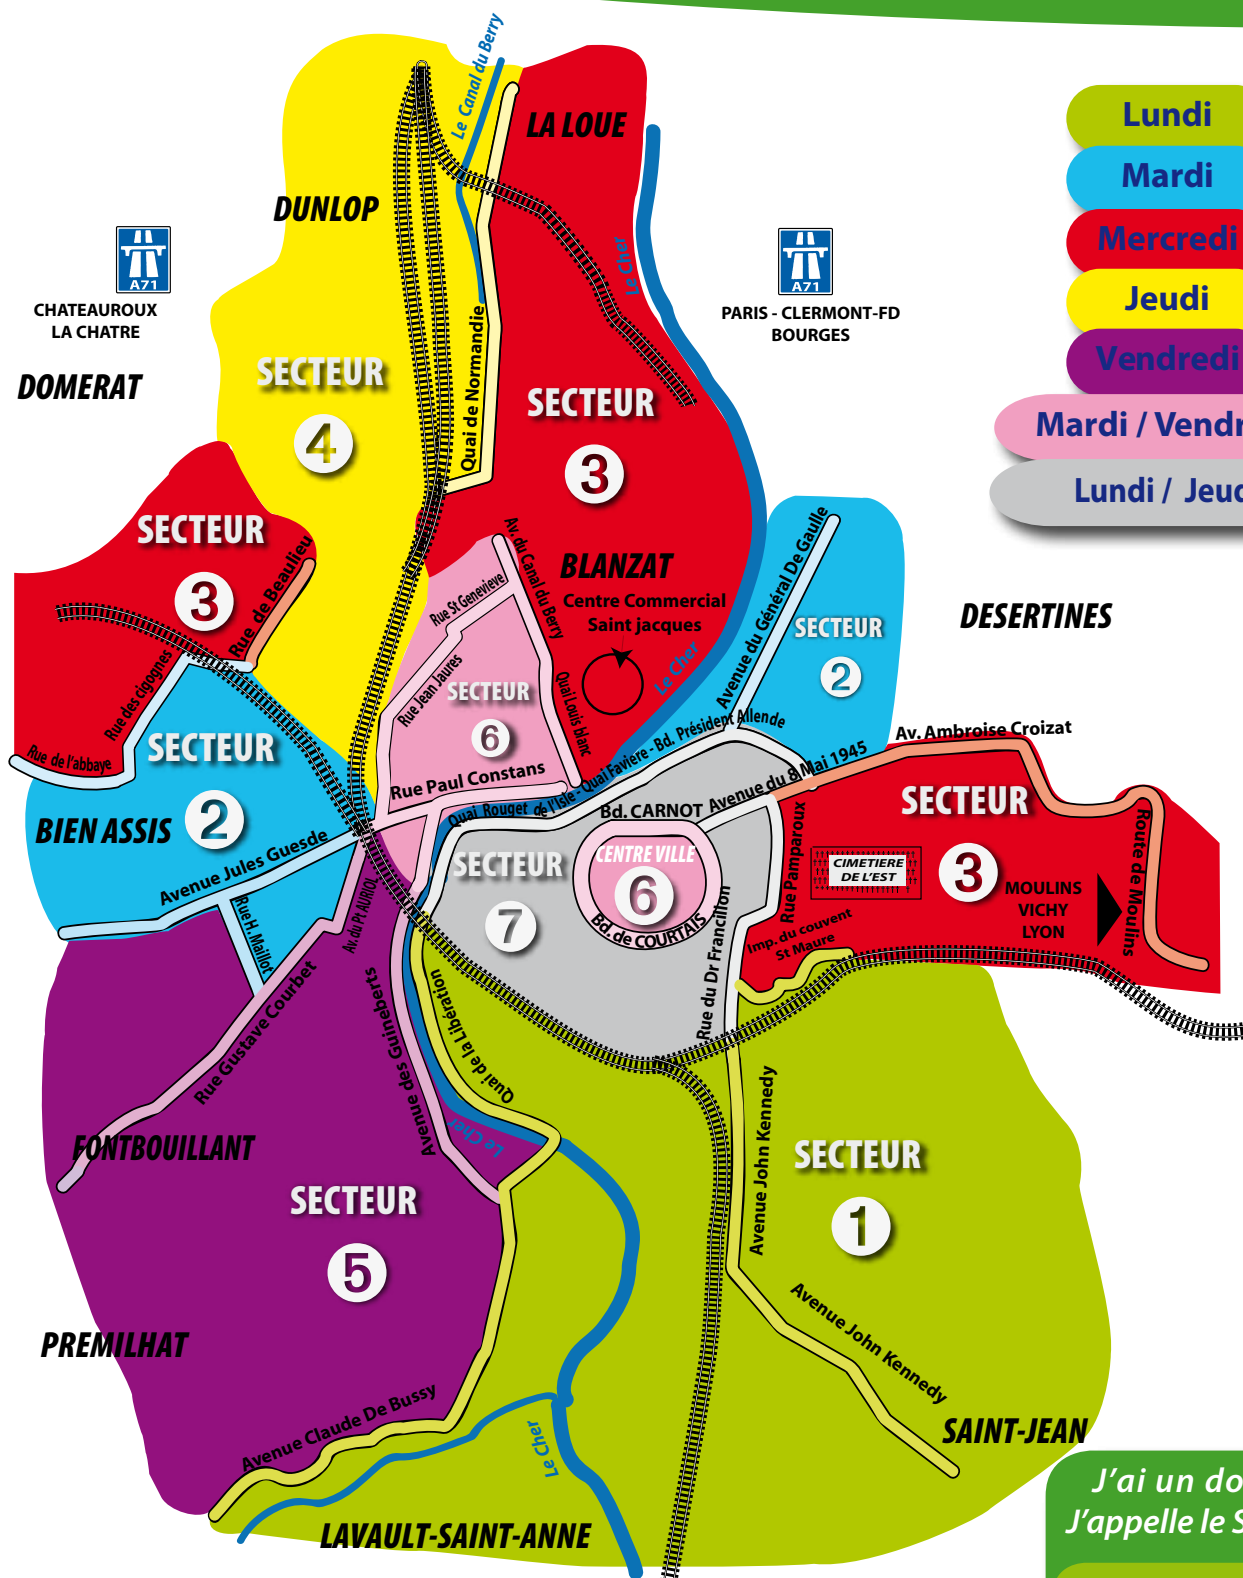 Le Canal du Berry
LA LOUE
Lundi
Mardi
Mercredi
Jeudi
Vendredi
Mardi / Vendr
Lundi / Jeud
DUNLOP
A71
CHATEAUROUX
LA CHATRE
DOMERAT
Le Cher
A71
PARIS - CLERMONT-FD
BOURGES
SECTEUR
4
Quai de Normandie
SECTEUR
3
SECTEUR
3
Rue de Beaulieu
Rue des cigognes
Rue de l'abbaye
Av. du Canal du Berry
Rue St Genevieve
Rue Jean Jaures
BLANZAT
Centre Commercial
Saint jacques
Le Cher
Quai Louis blanc
SECTEUR
6
Rue Paul Constans
Avenue du Général De Gaulle
SECTEUR
2
DESERTINES
SECTEUR
2
BIEN ASSIS
Avenue Jules Guesde
Rue H. Maillot
Quai Rouget de l'Isle - Quai Faviere - Bd. Président Allende
Bd. CARNOT
Avenue du 8 Mai 1945
Av. Ambroise Croizat
SECTEUR
3
CIMETIERE
DE L'EST
MOULINS
VICHY
LYON
Route de Moulins
Rue Pamparoux
Imp. du couvent
St Maure
CENTRE VILLE
6
Bd. de COURTAIS
SECTEUR
7
Rue du Dr Francillon
Av. du Pt AURIOL
Rue Gustave Courbet
Avenue des Guineberts
Quai de la Libération
Le Cher
FONTBOUILLANT
SECTEUR
5
PREMILHAT
Avenue Claude De Bussy
Avenue John Kennedy
SECTEUR
1
Avenue John Kennedy
SAINT-JEAN
Le Cher
LAVAULT-SAINT-ANNE
J'ai un do
J'appelle le S